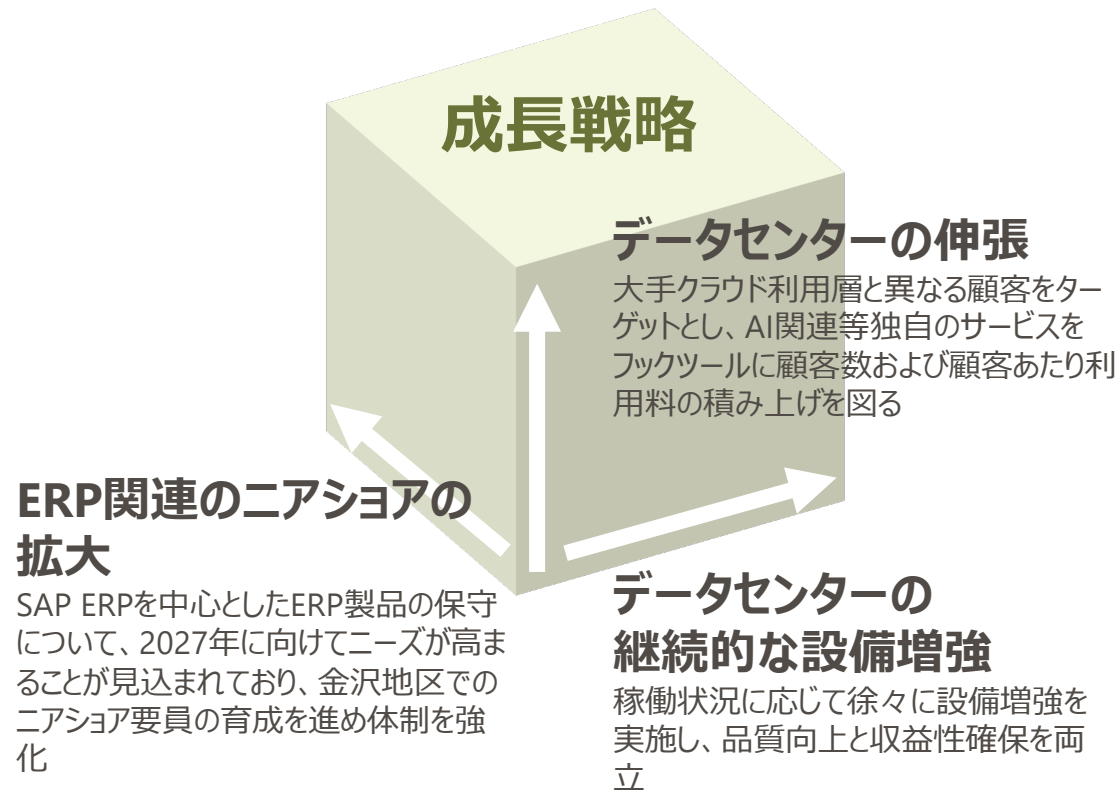 成長戦略
データセンターの伸張
大手クラウド利用層と異なる顧客をター
ゲットとし、AI関連等独自のサービスを
フックツールに顧客数および顧客あたり利
用料の積み上げを図る
ERP関連のニアショアの
拡大
SAP ERPを中心としたERP製品の保守
について、2027年に向けてニーズが高ま
ることが見込まれており、金沢地区での
ニアショア要員の育成を進め体制を強
化
データセンターの
継続的な設備増強
稼働状況に応じて徐々に設備増強を
実施し、品質向上と収益性確保を両
立